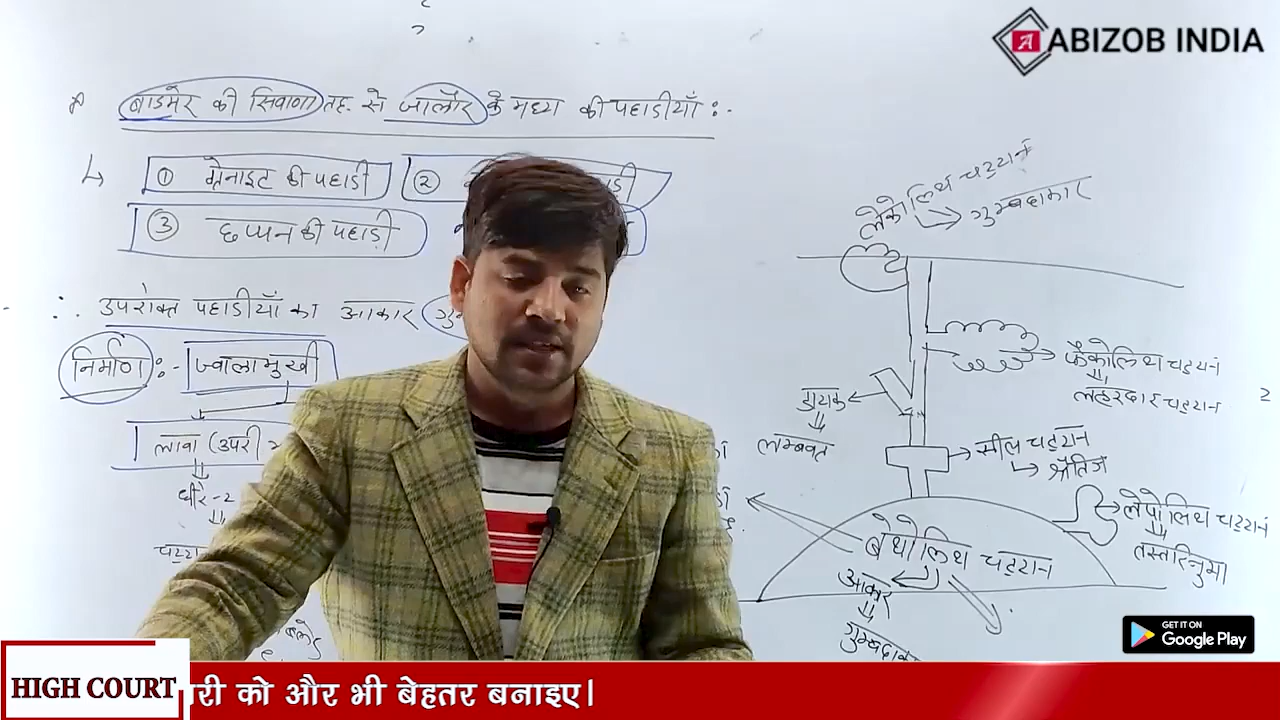 ABIZOB INDIA
बाडमेर की सिवाणा तह. से जालौर के मध्य की पहाडीयाँ :-
① ग्रेनाइट की पहाडी ②
③ छप्पन की पहाड़ी
∴ उपरोक्त पहाडीयाँ का आकार
निर्माण :- ज्वालामुखी
लावा (उपरी
धीरे-2
लैकोलिथ चट्टानें
→ गुम्बदाकार
फैकोलिथ चट्टानें
लहरदार चट्टान
डायक
लम्बवत
सील चट्टान
→ क्षैतिज
लेपोलिथ चट्टानें
तस्तरिनुमा
बेथोलिथ चट्टान
आकार
GET IT ON
Google Play
HIGH COURT
री को और भी बेहतर बनाइए।